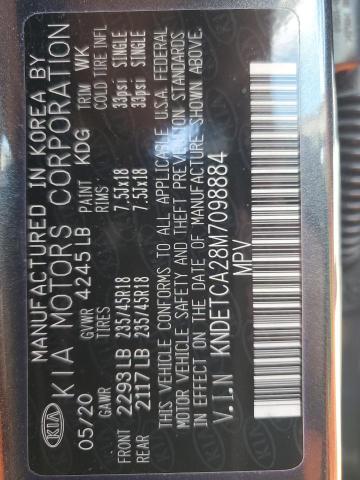 MANUFACTURED IN KOREA BY
KIA KIA MOTORS CORPORATION
05/20 GVWR 4245LB PAINT KDG TRIM WK
GAWR TIRES RIMS COLD TIRE INFL
FRONT 2293LB 235/45R18 7.5Jx18 33psi SINGLE
REAR 2117LB 235/45R18 7.5Jx18 33psi SINGLE
THIS VEHICLE CONFORMS TO ALL APPLICABLE U.S.A. FEDERAL
MOTOR VEHICLE SAFETY AND THEFT PREVENTION STANDARDS
IN EFFECT ON THE DATE OF MANUFACTURE SHOWN ABOVE.
V.I.N KNDETCA28M7098884
MPV